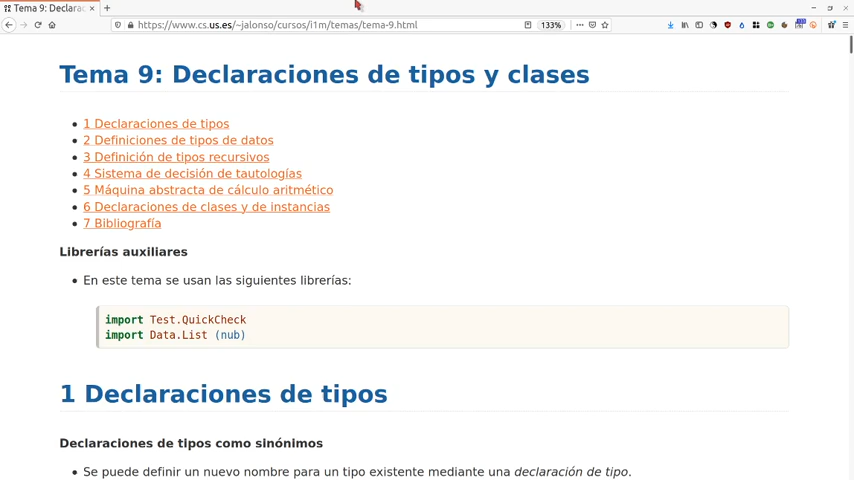 Tema 9: Declarac
https://www.cs.us.es/~jalonso/cursos/i1m/temas/tema-9.html
133%
Tema 9: Declaraciones de tipos y clases
1 Declaraciones de tipos
2 Definiciones de tipos de datos
3 Definición de tipos recursivos
4 Sistema de decisión de tautologías
5 Máquina abstracta de cálculo aritmético
6 Declaraciones de clases y de instancias
7 Bibliografía
Librerías auxiliares
En este tema se usan las siguientes librerías:
import Test.QuickCheck
import Data.List (nub)
1 Declaraciones de tipos
Declaraciones de tipos como sinónimos
Se puede definir un nuevo nombre para un tipo existente mediante una declaración de tipo.